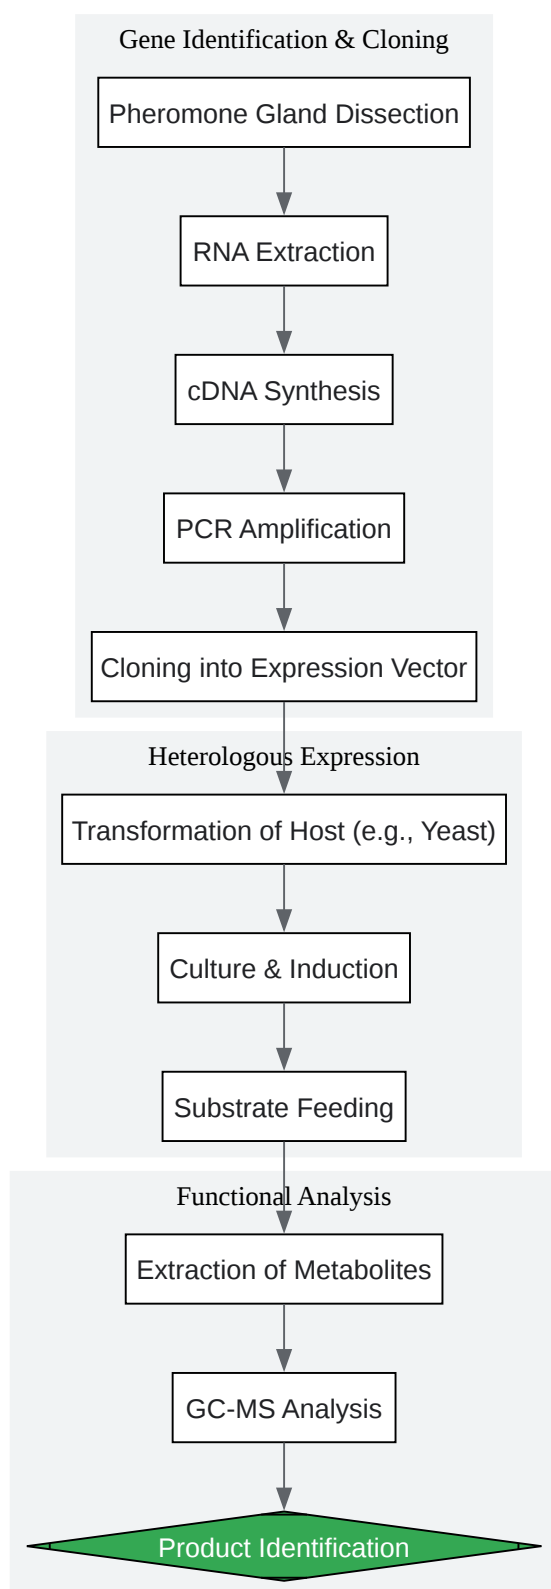 Gene Identification & Cloning
Pheromone Gland Dissection
RNA Extraction
cDNA Synthesis
PCR Amplification
Cloning into Expression Vector
Heterologous Expression
Transformation of Host (e.g., Yeast)
Culture & Induction
Substrate Feeding
Functional Analysis
Extraction of Metabolites
GC-MS Analysis
Product Identification